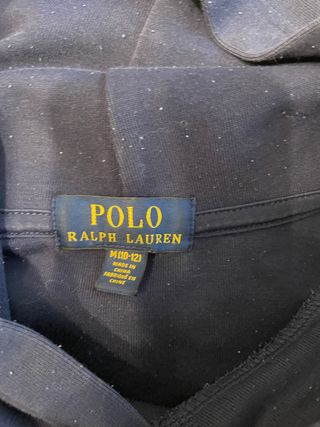 POLO
RALPH LAUREN
M(10-12)
MADE IN
CHINA
FABRIQUÉ EN
CHINE